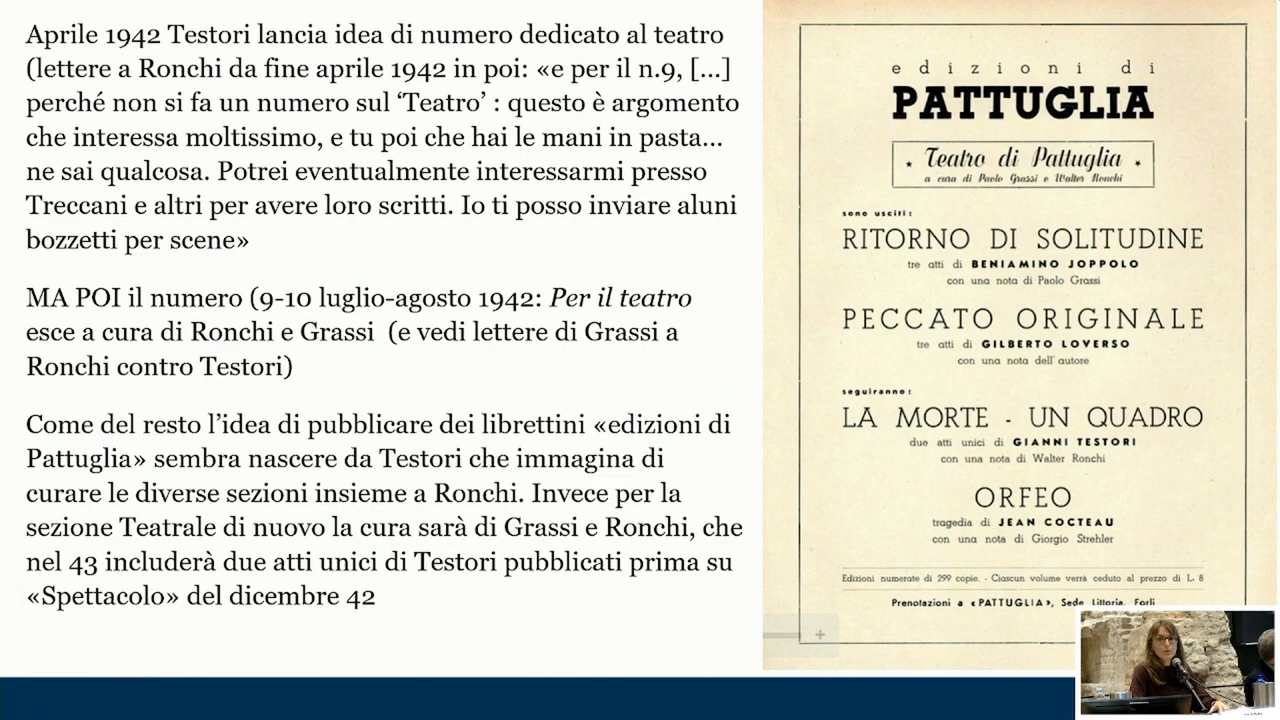 Aprile 1942 Testori lancia idea di numero dedicato al teatro
(lettere a Ronchi da fine aprile 1942 in poi: «e per il n.9, [...]
perché non si fa un numero sul ‘Teatro’ : questo è argomento
che interessa moltissimo, e tu poi che hai le mani in pasta...
ne sai qualcosa. Potrei eventualmente interessarmi presso
Treccani e altri per avere loro scritti. Io ti posso inviare aluni
bozzetti per scene»
MA POI il numero (9-10 luglio-agosto 1942: Per il teatro
esce a cura di Ronchi e Grassi (e vedi lettere di Grassi a
Ronchi contro Testori)
Come del resto l’idea di pubblicare dei librettini «edizioni di
Pattuglia» sembra nascere da Testori che immagina di
curare le diverse sezioni insieme a Ronchi. Invece per la
sezione Teatrale di nuovo la cura sarà di Grassi e Ronchi, che
nel 43 includerà due atti unici di Testori pubblicati prima su
«Spettacolo» del dicembre 42
edizioni di
PATTUGLIA
Teatro di Pattuglia
a cura di Paolo Grassi e Walter Ronchi
sono usciti:
RITORNO DI SOLITUDINE
tre atti di BENIAMINO JOPPOLO
con una nota di Paolo Grassi
PECCATO ORIGINALE
tre atti di GILBERTO LOVERSO
con una nota dell' autore
seguiranno:
LA MORTE - UN QUADRO
due atti unici di GIANNI TESTORI
con una nota di Walter Ronchi
ORFEO
tragedia di JEAN COCTEAU
con una nota di Giorgio Strehler
Edizioni numerate di 299 copie. - Ciascun volume verrà ceduto al prezzo di L. 8
Prenotazioni a «PATTUGLIA», Sede Littoria, Forlì